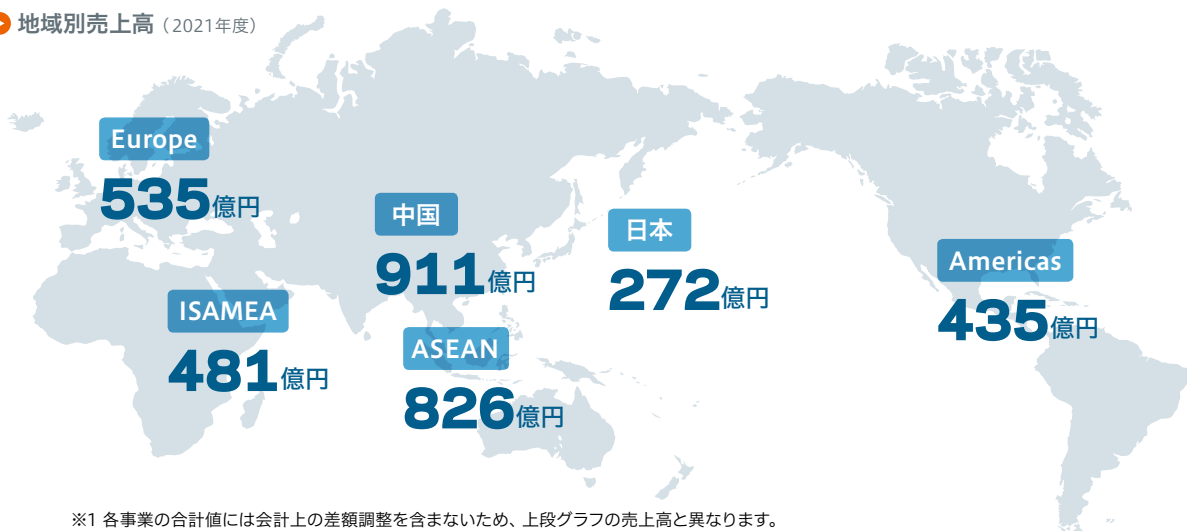 地域別売上高（2021年度）
Europe
535億円
中国
911億円
日本
272億円
Americas
435億円
ISAMEA
481億円
ASEAN
826億円
※1 各事業の合計値には会計上の差額調整を含まないため、上段グラフの売上高と異なります。